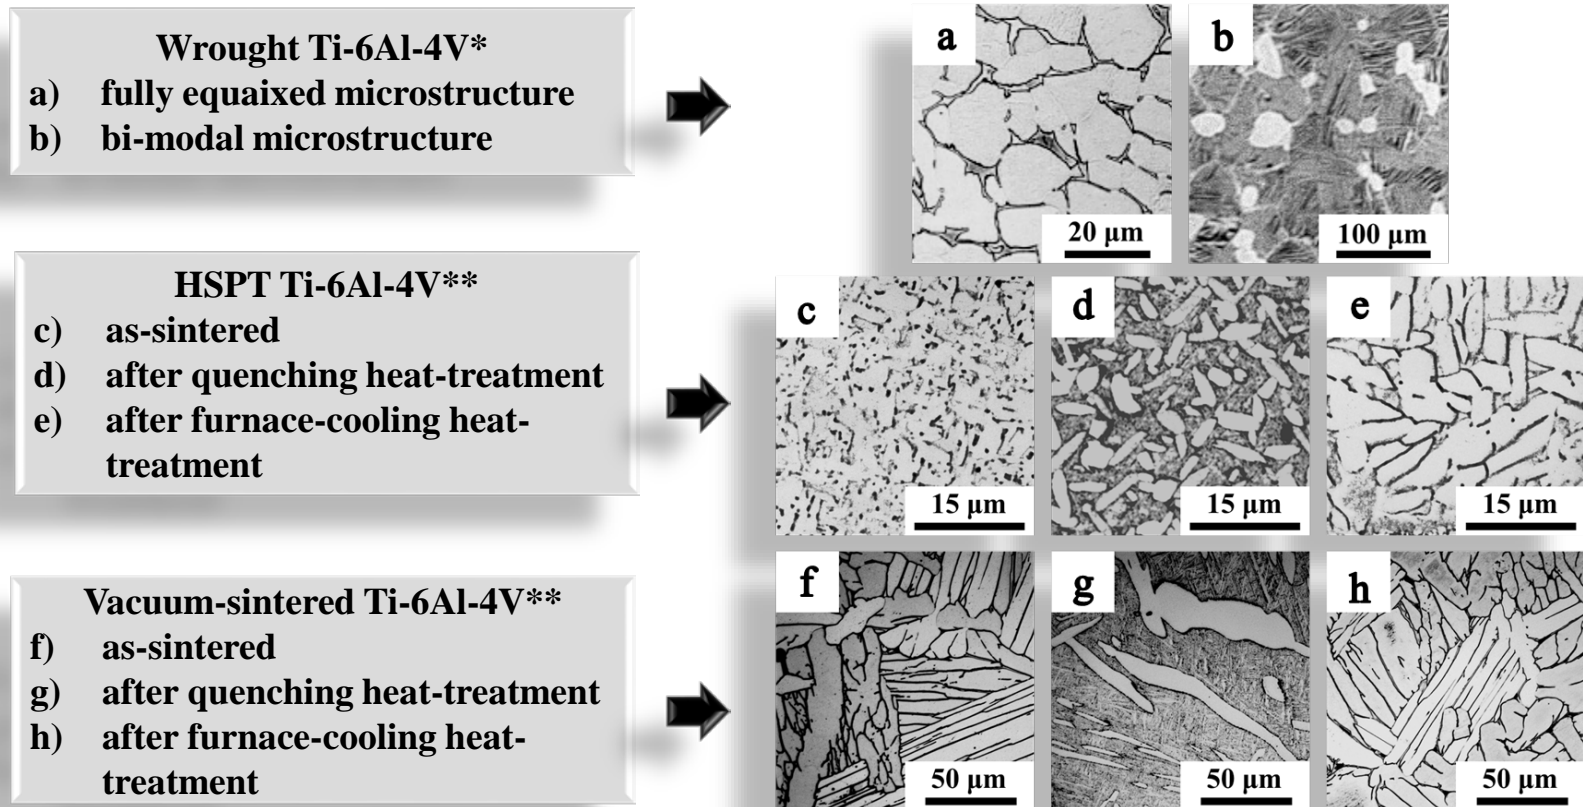 Wrought Ti-6Al-4V*
a) fully equaixed microstructure
b) bi-modal microstructure
a
20 μm
b
100 μm
HSPT Ti-6Al-4V**
c) as-sintered
d) after quenching heat-treatment
e) after furnace-cooling heat-
treatment
c
15 μm
d
15 μm
e
15 μm
Vacuum-sintered Ti-6Al-4V**
f) as-sintered
g) after quenching heat-treatment
h) after furnace-cooling heat-
treatment
f
50 μm
g
50 μm
h
50 μm